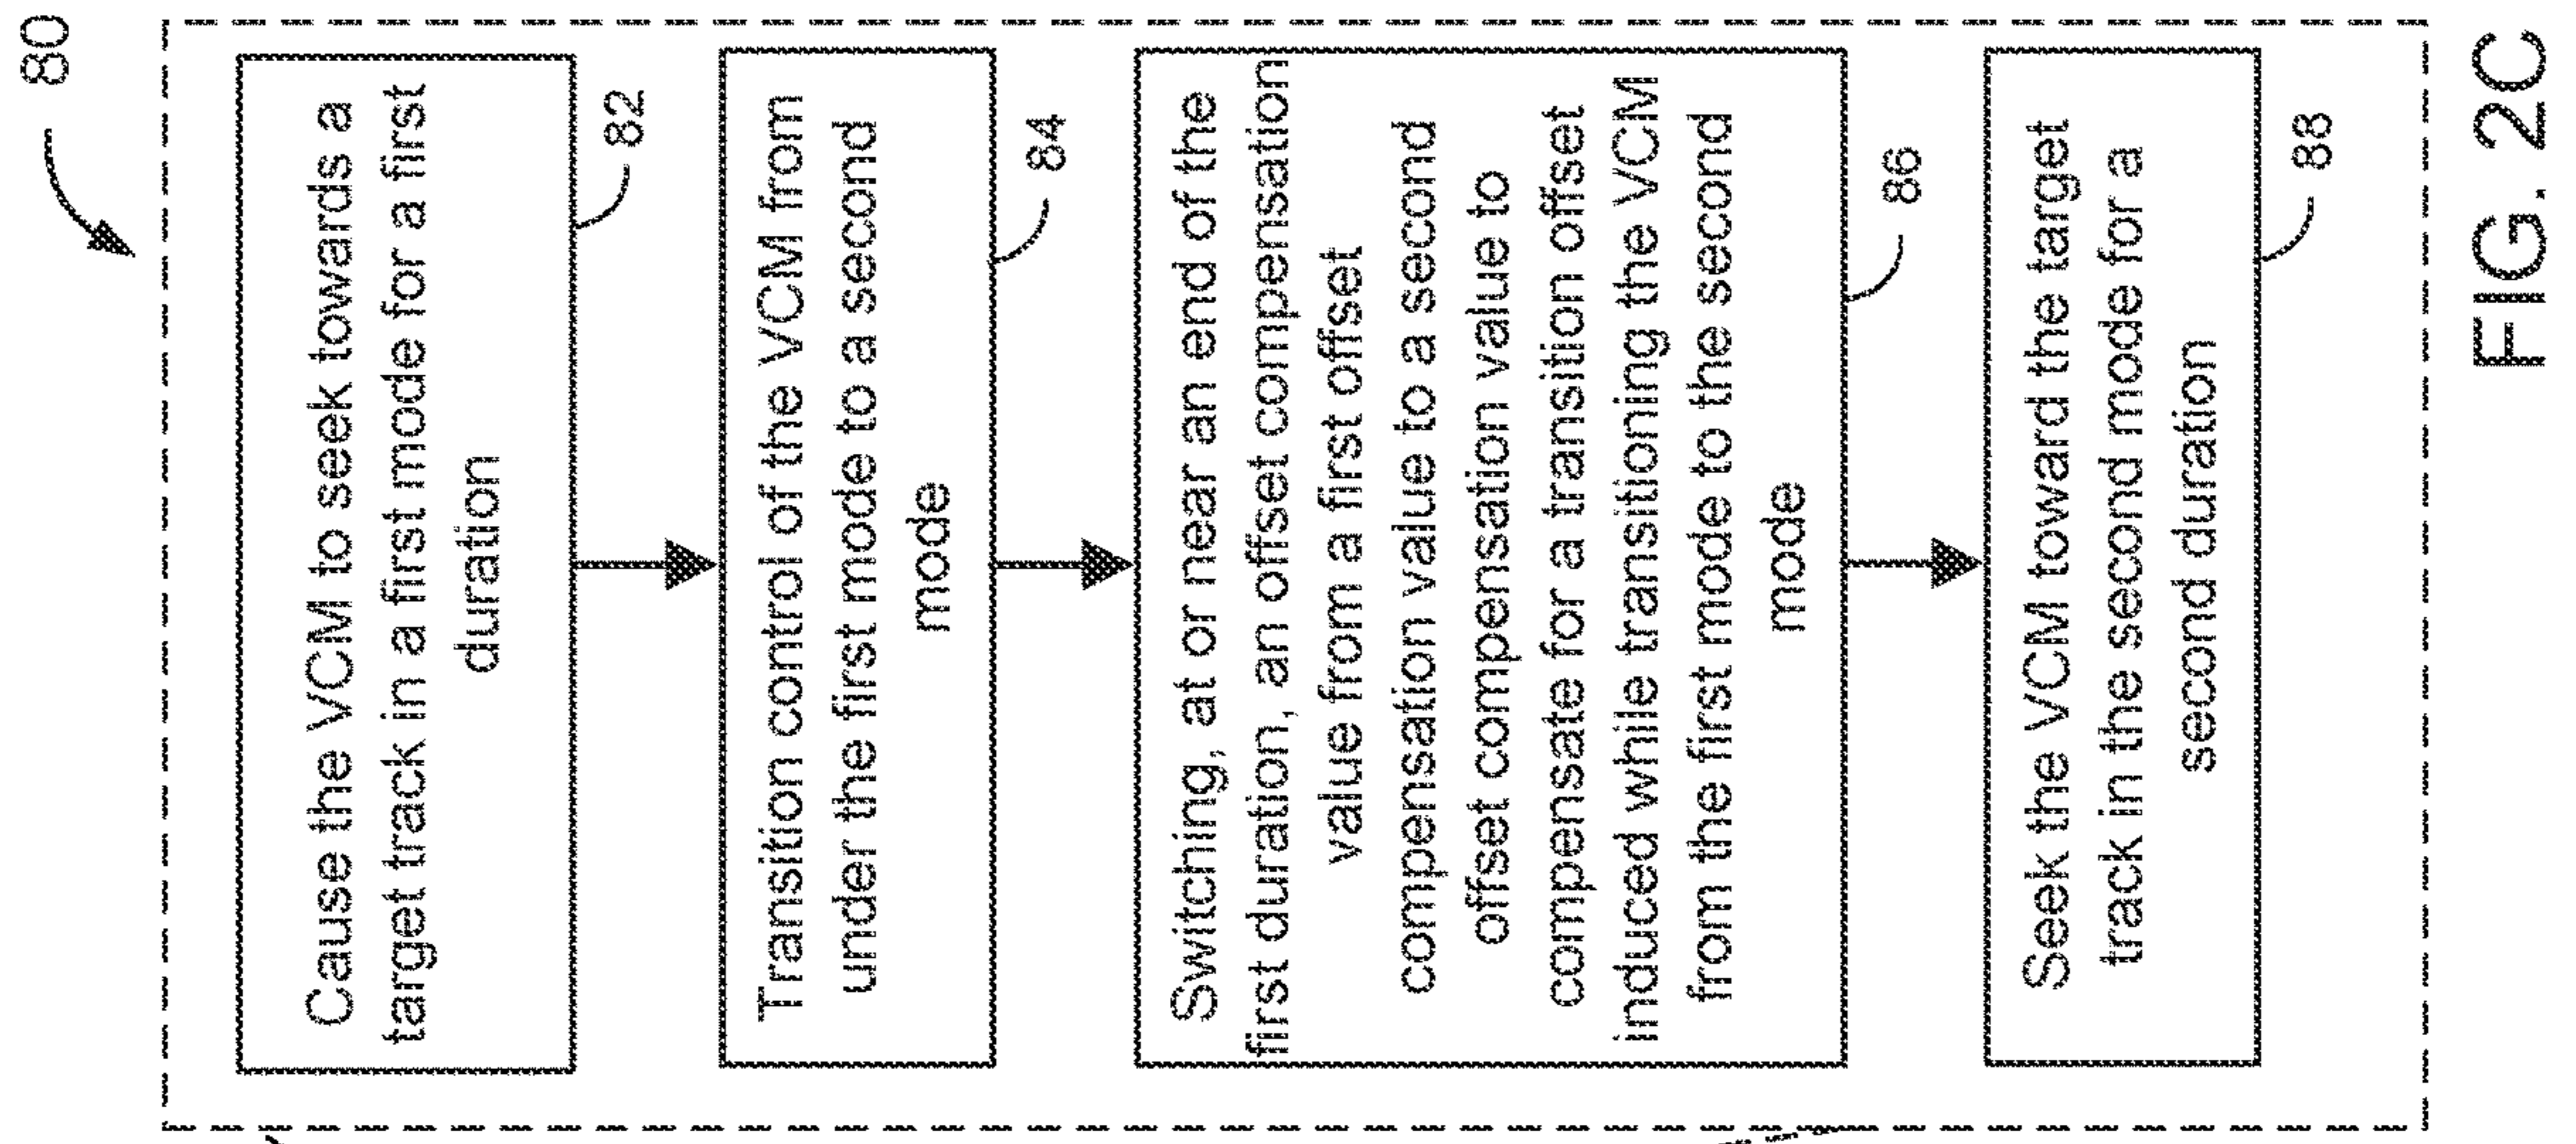 80
Cause the VCM to seek towards a
target track in a first mode for a first
duration
82
Transition control of the VCM from
under the first mode to a second
mode
84
Switching, at or near an end of the
first duration, an offset compensation
value from a first offset
compensation value to a second
offset compensation value to
compensate for a transition offset
induced while transitioning the VCM
from the first mode to the second
mode
86
Seek the VCM toward the target
track in the second mode for a
second duration
88
FIG. 2C